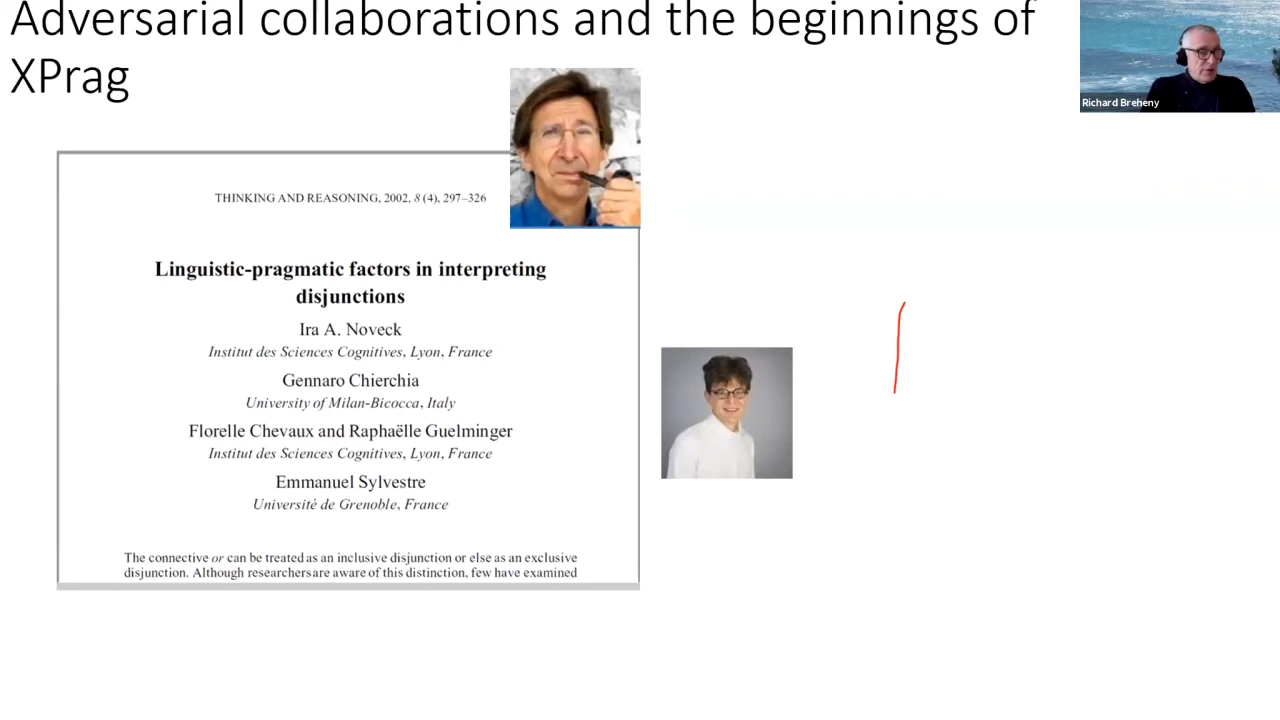 Adversarial collaborations and the beginnings of
XPrag
Richard Breheny
THINKING AND REASONING, 2002, 8 (4), 297–326
Linguistic-pragmatic factors in interpreting
disjunctions
Ira A. Noveck
Institut des Sciences Cognitives, Lyon, France
Gennaro Chierchia
University of Milan-Bicocca, Italy
Florelle Chevaux and Raphaëlle Guelminger
Institut des Sciences Cognitives, Lyon, France
Emmanuel Sylvestre
Université de Grenoble, France
The connective or can be treated as an inclusive disjunction or else as an exclusive
disjunction. Although researchers are aware of this distinction, few have examined